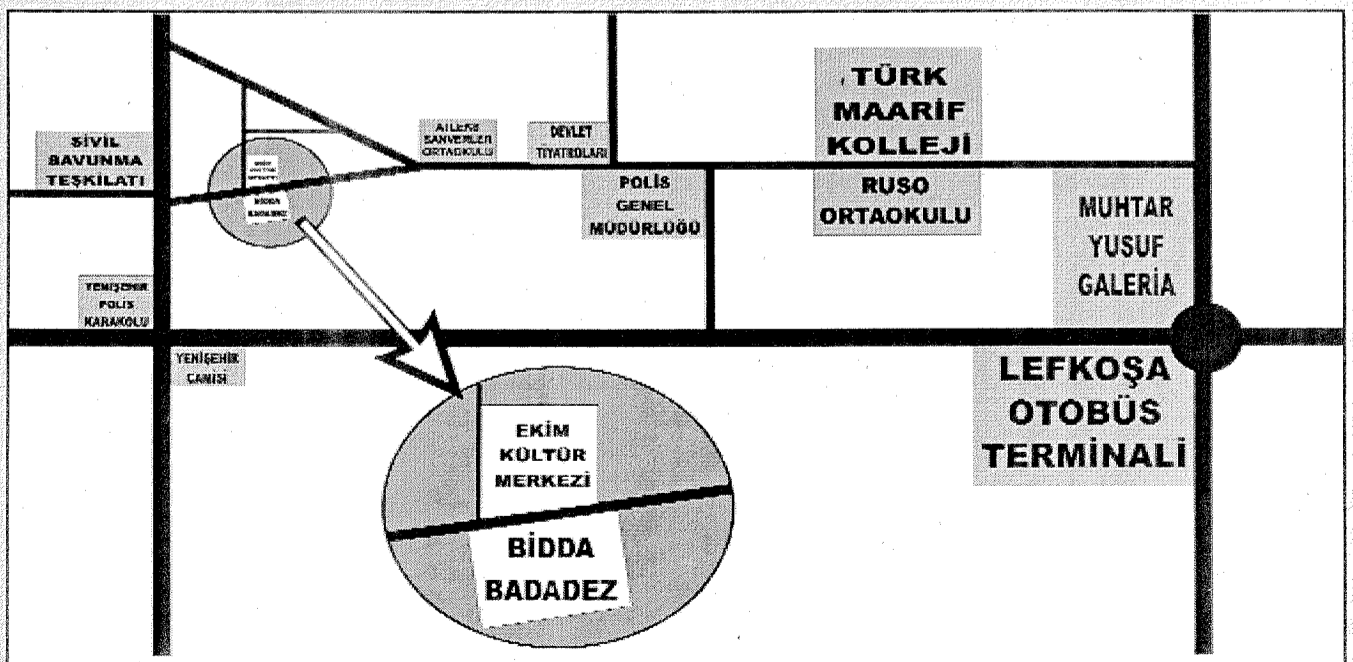 SİVİL
SAVUNMA
TEŞKİLATI
ORTAOKULU
DEVLET
TİYATROLARI
TÜRK
MAARİF
KOLLEJİ
POLİS
GENEL
MÜDÜRLÜĞÜ
RUSO
ORTAOKULU
MUHTAR
YUSUF
GALERİA
YENİŞEHİR
POLİS
KARAKOLU
YENİŞEHİR
CAMİSİ
LEFKOŞA
OTOBÜS
TERMİNALİ
EKİM
KÜLTÜR
MERKEZİ
BİDDA
BADADEZ